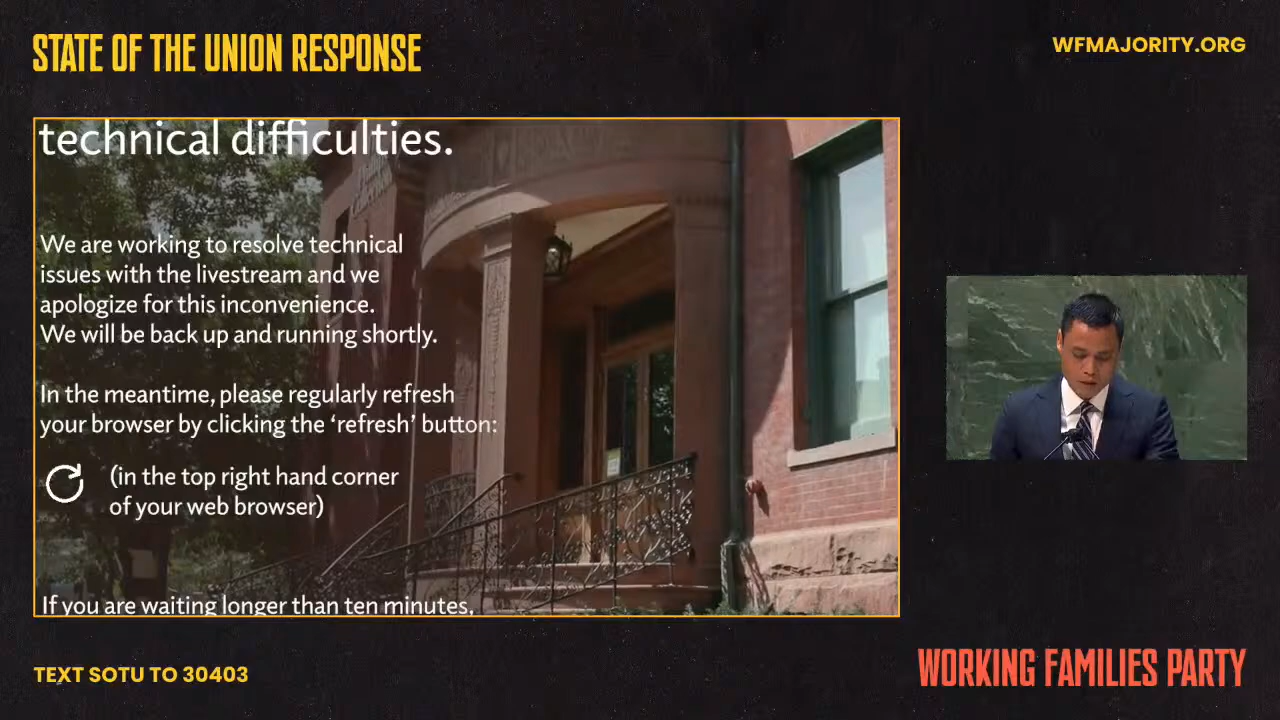 STATE OF THE UNION RESPONSE
WFMAJORITY.ORG
technical difficulties.
We are working to resolve technical
issues with the livestream and we
apologize for this inconvenience.
We will be back up and running shortly.
In the meantime, please regularly refresh
your browser by clicking the ‘refresh’ button:
(in the top right hand corner
of your web browser)
If you are waiting longer than ten minutes,
TEXT SOTU TO 30403
WORKING FAMILIES PARTY